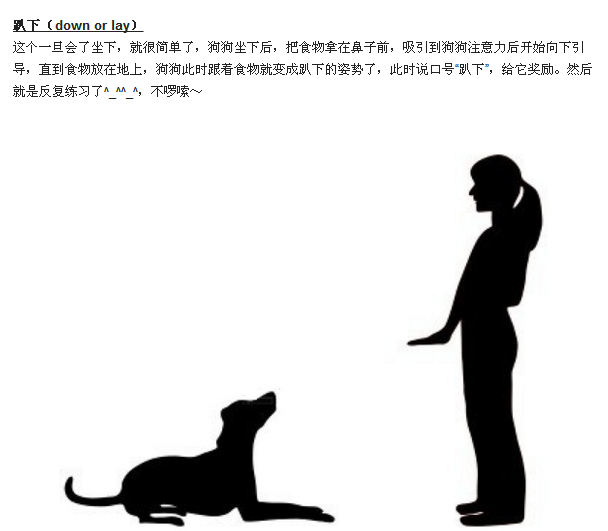 趴下（down or lay）
这个一旦会了坐下，就很简单了，狗狗坐下后，把食物拿在鼻子前，吸引到狗狗注意力后开始向下引
导，直到食物放在地上，狗狗此时跟着食物就变成趴下的姿势了，此时说口号“趴下”，给它奖励。然后
就是反复练习了^_^^_^，不啰嗦～